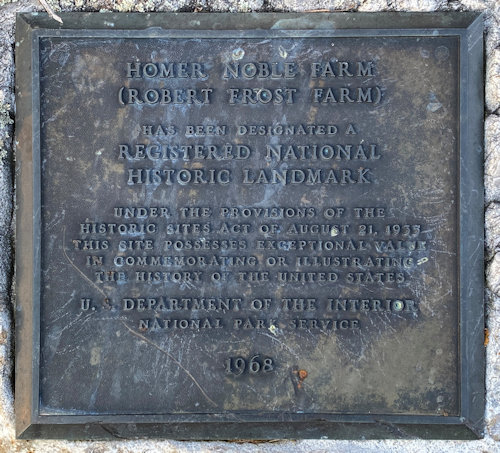 HOMER NOBLE FARM
(ROBERT FROST FARM)
HAS BEEN DESIGNATED A
REGISTERED NATIONAL
HISTORIC LANDMARK
UNDER THE PROVISIONS OF THE
HISTORIC SITES ACT OF AUGUST 21, 1935
THIS SITE POSSESSES EXCEPTIONAL VALUE
IN COMMEMORATING OR ILLUSTRATING
THE HISTORY OF THE UNITED STATES
U. S. DEPARTMENT OF THE INTERIOR
NATIONAL PARK SERVICE
1968